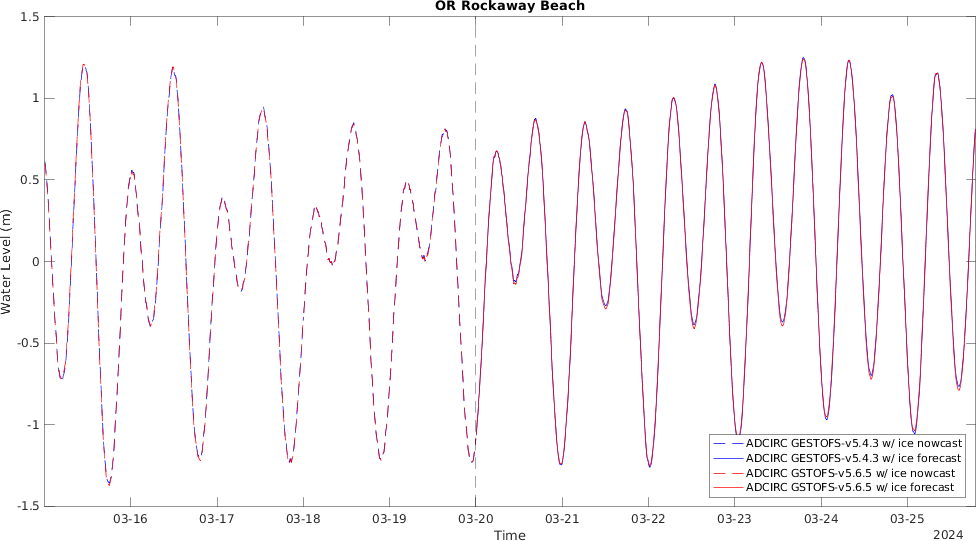 OR Rockaway Beach
1.5
1
0.5
0
-0.5
-1
-1.5
Water Level (m)
03-16 03-17 03-18 03-19 03-20 03-21 03-22 03-23 03-24 03-25
Time
2024
ADCIRC GESTOFS-v5.4.3 w/ ice nowcast
ADCIRC GESTOFS-v5.4.3 w/ ice forecast
ADCIRC GSTOFS-v5.6.5 w/ ice nowcast
ADCIRC GSTOFS-v5.6.5 w/ ice forecast